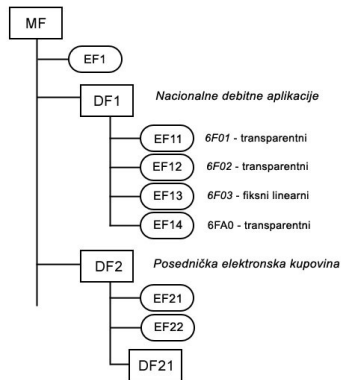 MF
EF1
DF1 Nacionalne debitne aplikacije
EF11 6F01 - transparentni
EF12 6F02 - transparentni
EF13 6F03 - fiksni linearni
EF14 6FA0 - transparentni
DF2 Posednička elektronska kupovina
EF21
EF22
DF21